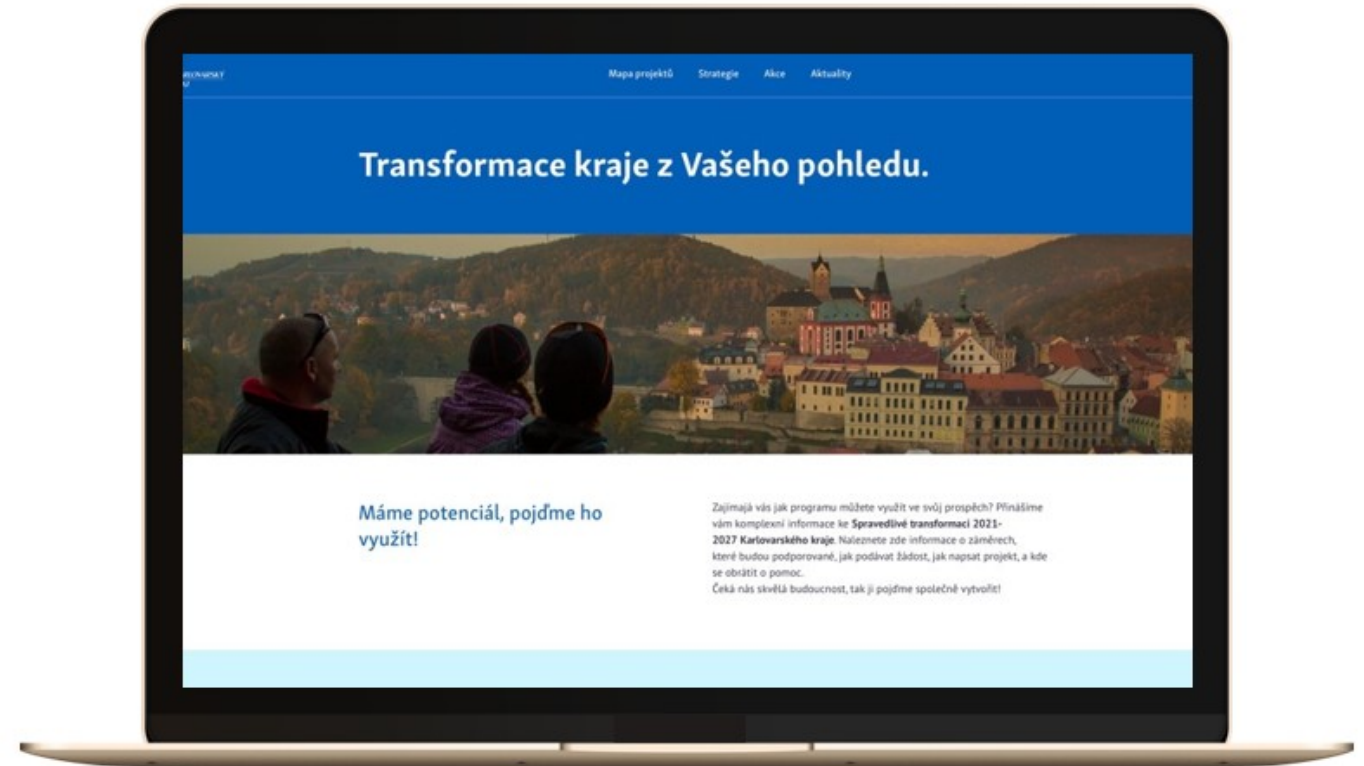 Mapa projektů Strategie Akce Aktuality
Transformace kraje z Vašeho pohledu.
Máme potenciál, pojďme ho
využít!
Zajímajá vás jak programu můžete využít ve svůj prospěch? Přinášíme
vám komplexní informace ke Spravedlivé transformaci 2021-
2027 Karlovarského kraje. Naleznete zde informace o záměrech,
které budou podporované, jak podávat žádost, jak napsat projekt, a kde
se obrátit o pomoc.
Čeká nás skvělá budoucnost, tak ji pojďme společně vytvořit!